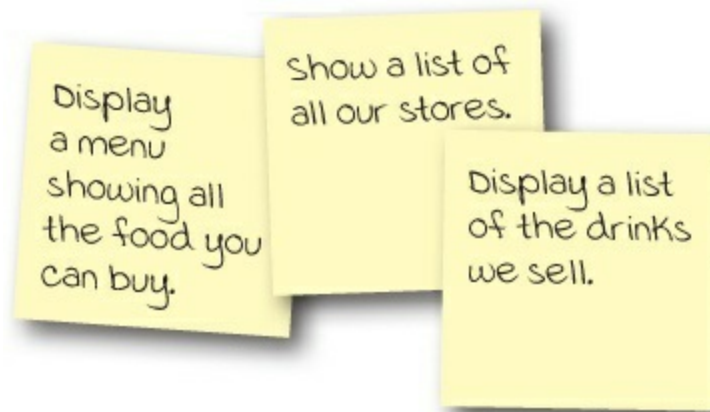 Display
a menu
showing all
the food you
can buy.
Show a list of
all our stores.
Display a list
of the drinks
we sell.